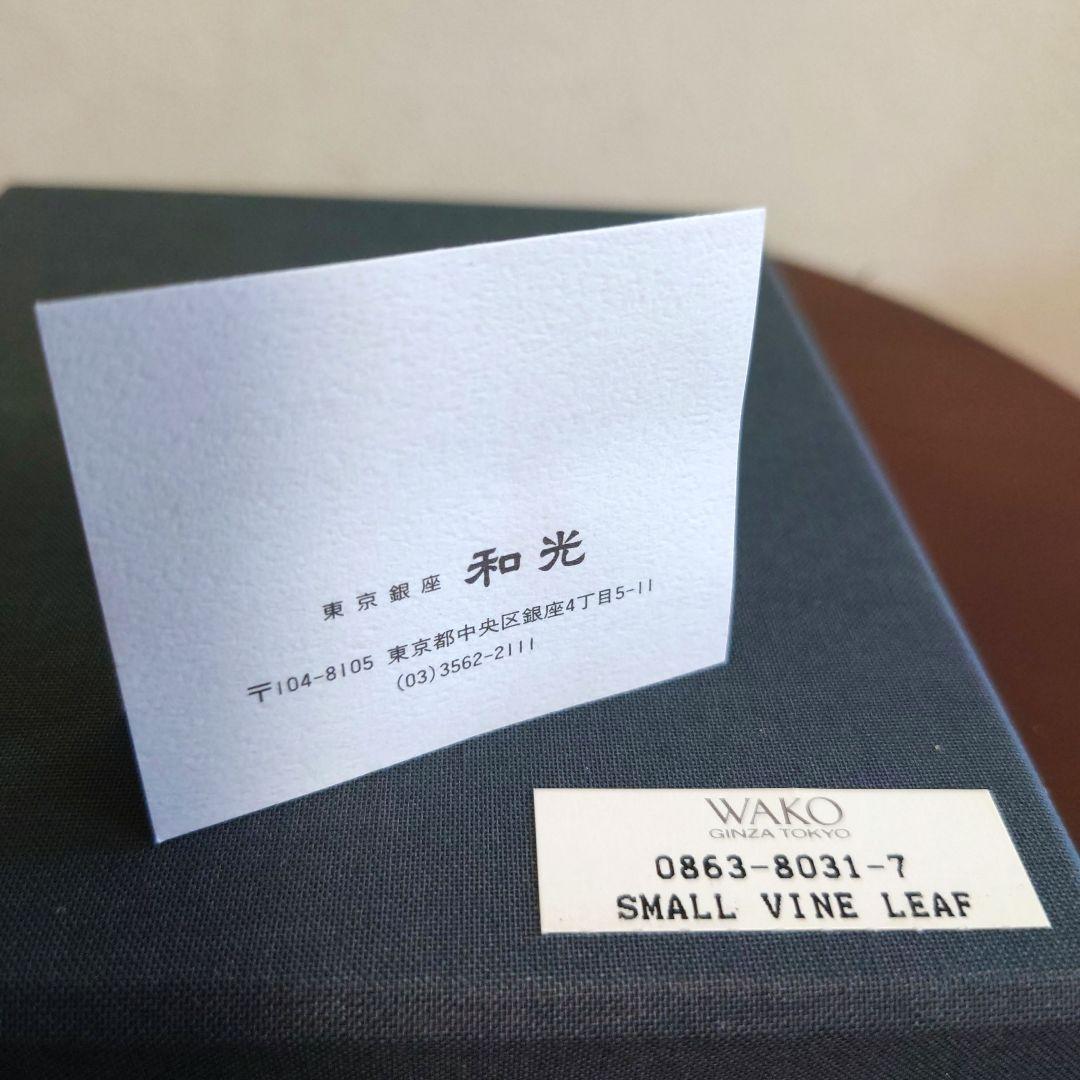 東京銀座 和光
〒104-8105 東京都中央区銀座4丁目5-11
(03)3562-2111
WAKO
GINZA TOKYO
0863-8031-7
SMALL VINE LEAF